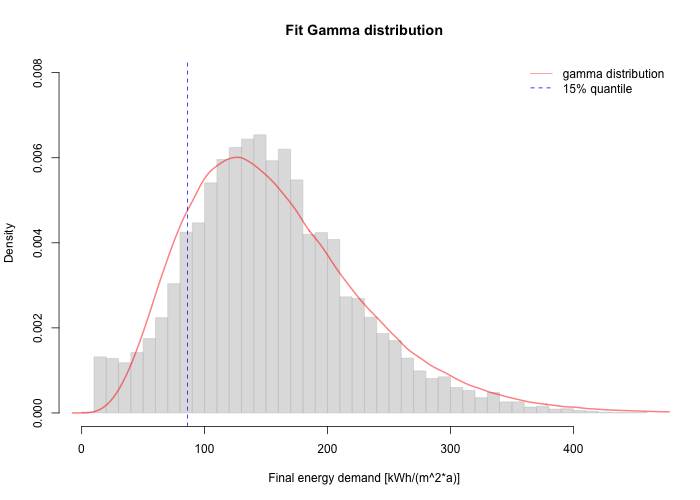 Fit Gamma distribution
gamma distribution
15% quantile
Density
0.008
0.006
0.004
0.002
0.000
0
100
200
300
400
Final energy demand [kWh/(m^2*a)]